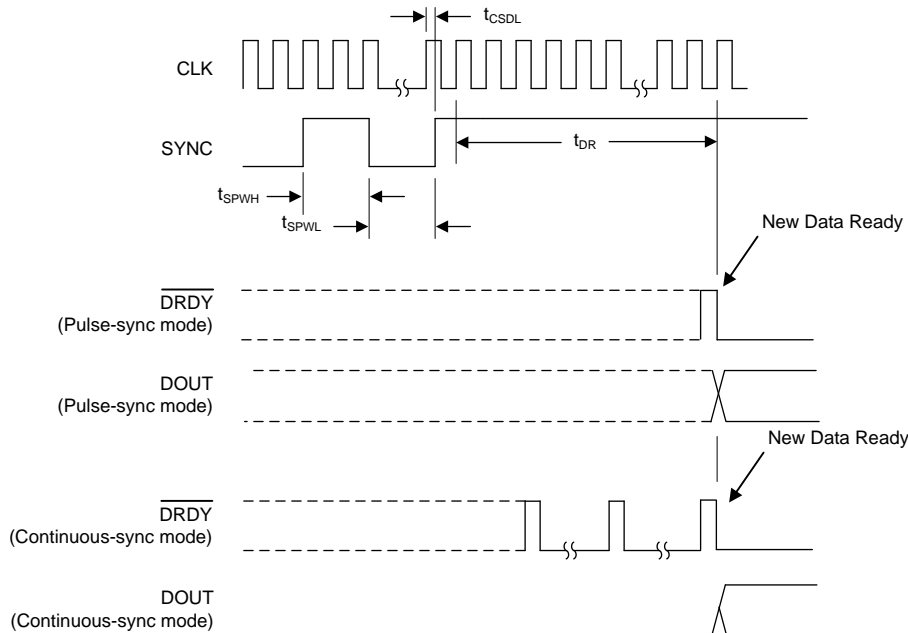 tCSDL
CLK
SYNC
tDR
tSPWH
tSPWL
New Data Ready
DRDY
(Pulse-sync mode)
DOUT
(Pulse-sync mode)
New Data Ready
DRDY
(Continuous-sync mode)
DOUT
(Continuous-sync mode)